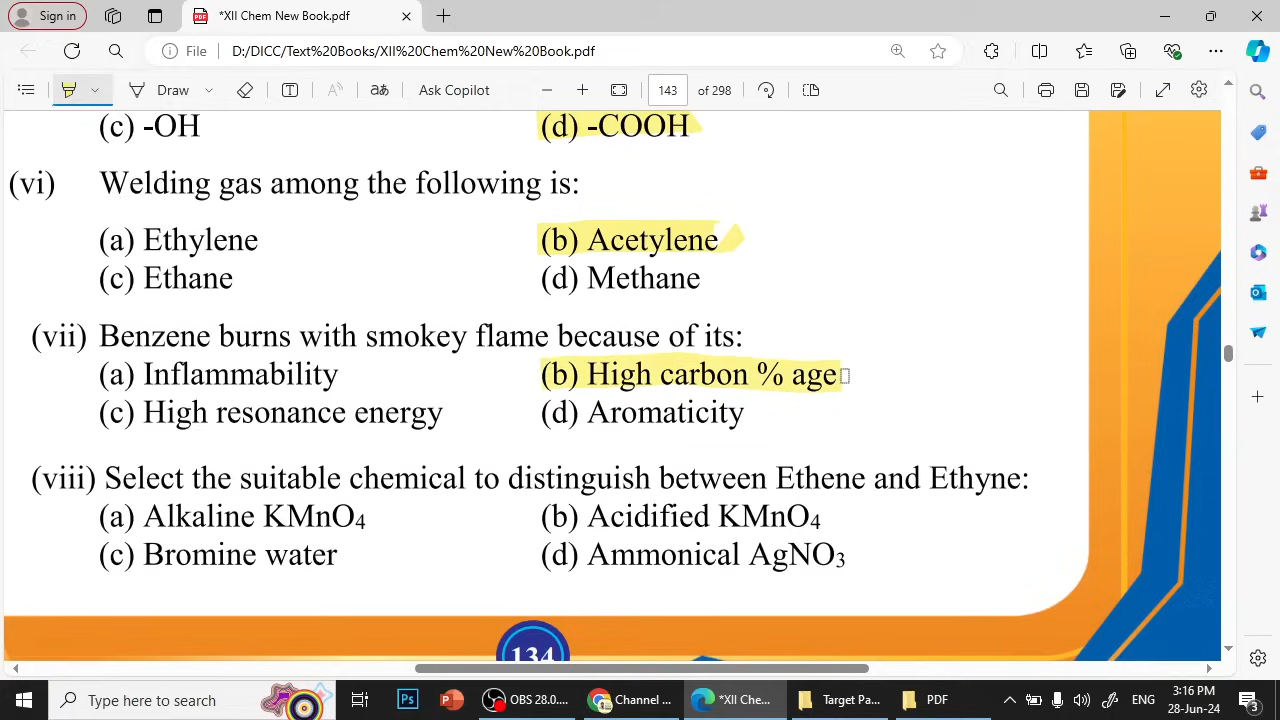 Sign in
*XII Chem New Book.pdf
File D:/DICC/Text%20Books/XII%20Chem%20New%20Book.pdf
Draw
Ask Copilot
143 of 298
(c) -OH (d) -COOH
(vi) Welding gas among the following is:
(a) Ethylene (b) Acetylene
(c) Ethane (d) Methane
(vii) Benzene burns with smokey flame because of its:
(a) Inflammability (b) High carbon % age
(c) High resonance energy (d) Aromaticity
(viii) Select the suitable chemical to distinguish between Ethene and Ethyne:
(a) Alkaline KMnO4 (b) Acidified KMnO4
(c) Bromine water (d) Ammonical AgNO3
134
Type here to search
Ps
OBS 28.0....
Channel ...
*XII Che...
Target Pa...
PDF
ENG
3:16 PM
28-Jun-24
3